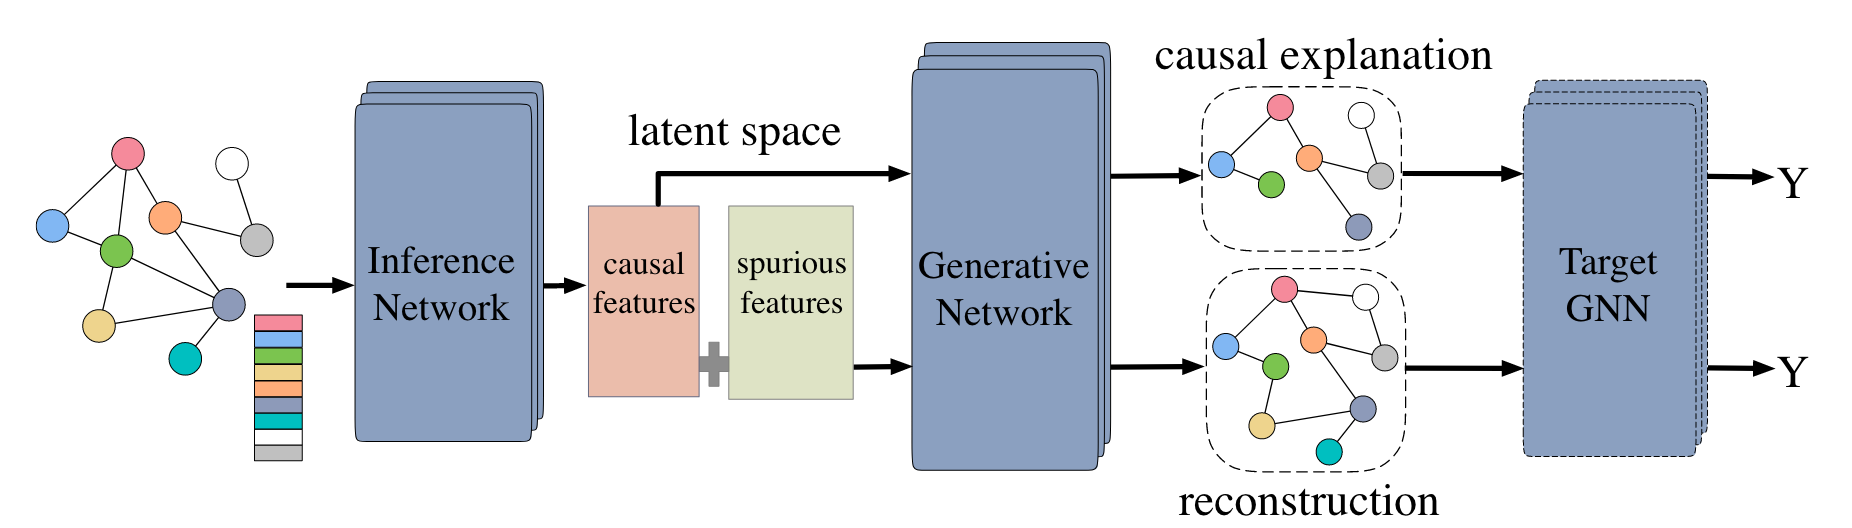 causal explanation
latent space
Inference
Network
causal
features
spurious
features
Generative
Network
Target
GNN
Y
Y
reconstruction